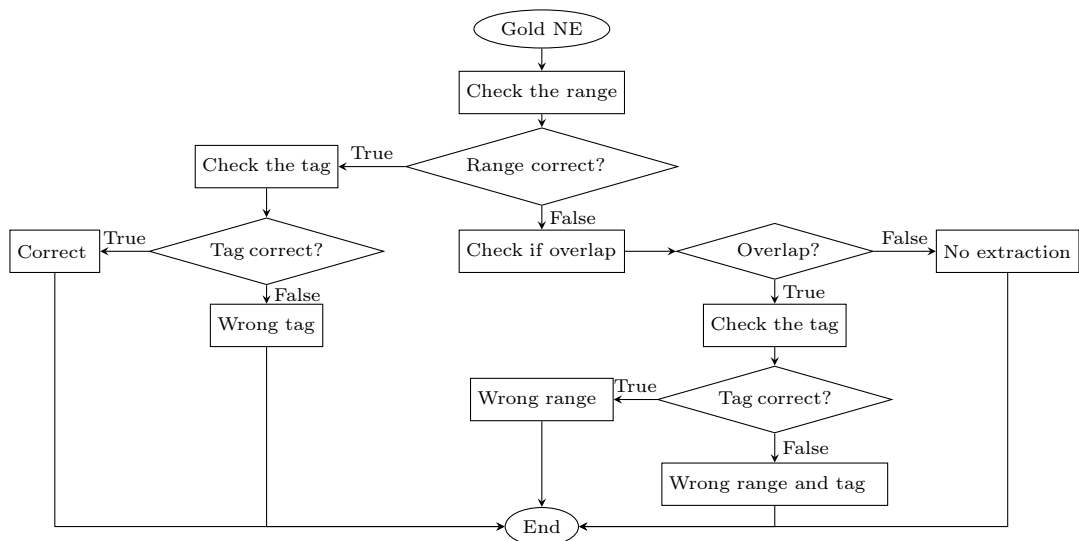 Gold NE
Check the range
Range correct?
True
Check the tag
False
Tag correct?
True
Correct
False
Wrong tag
Check if overlap
Overlap?
False
No extraction
True
Check the tag
Tag correct?
True
Wrong range
False
Wrong range and tag
End